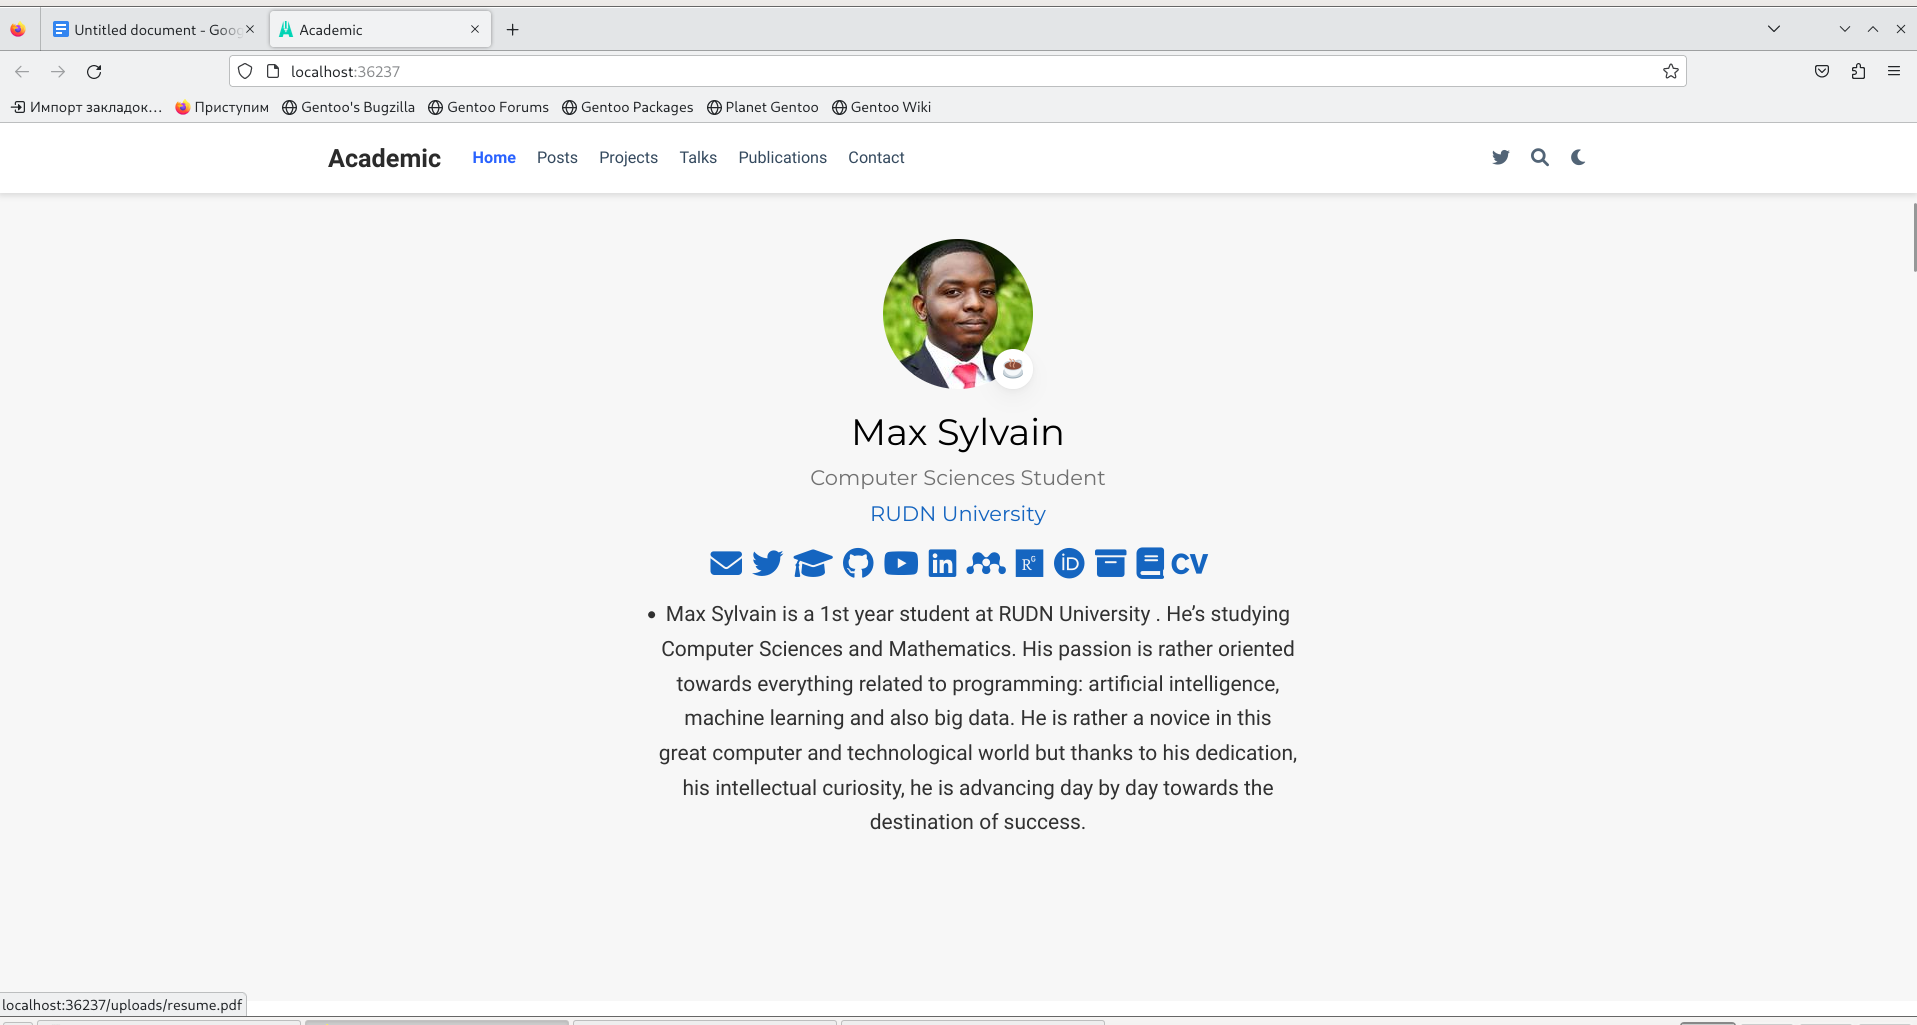 Untitled document - Goog
Academic
localhost:36237
Импорт закладок... Приступим Gentoo's Bugzilla Gentoo Forums Gentoo Packages Planet Gentoo Gentoo Wiki
Academic Home Posts Projects Talks Publications Contact
Max Sylvain
Computer Sciences Student
RUDN University
R G iD CV
• Max Sylvain is a 1st year student at RUDN University . He’s studying
Computer Sciences and Mathematics. His passion is rather oriented
towards everything related to programming: artificial intelligence,
machine learning and also big data. He is rather a novice in this
great computer and technological world but thanks to his dedication,
his intellectual curiosity, he is advancing day by day towards the
destination of success.
localhost:36237/uploads/resume.pdf